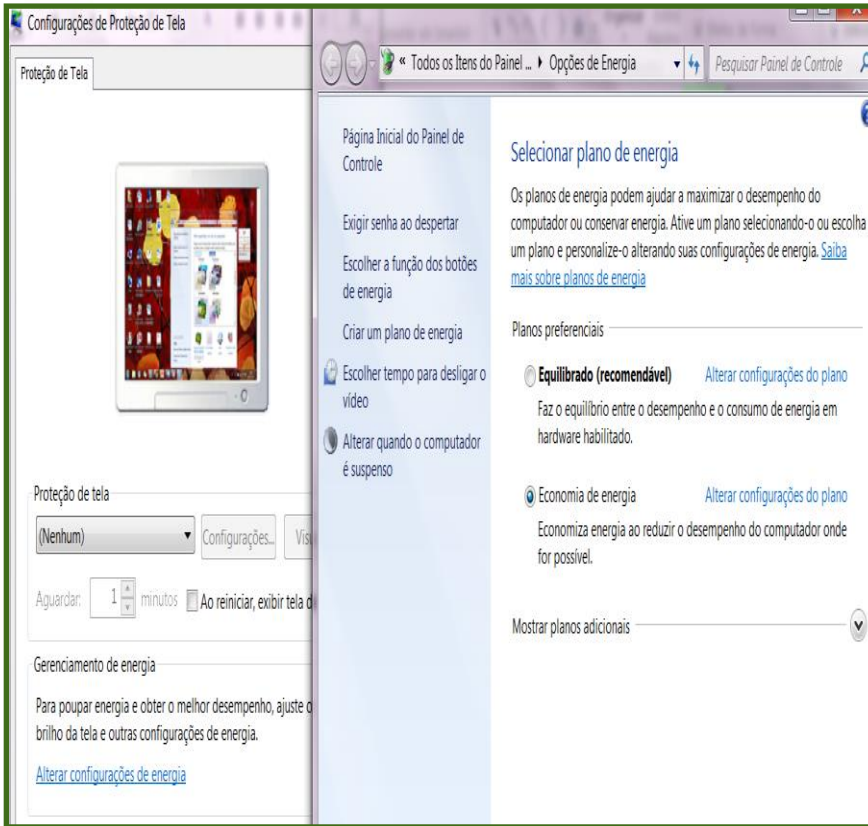 Configurações de Proteção de Tela
Proteção de Tela
Proteção de tela
(Nenhum)
Configurações...
Aguardar:
1
minutos
Ao reiniciar, exibir tela
Gerenciamento de energia
Para poupar energia e obter o melhor desempenho, ajuste o
brilho da tela e outras configurações de energia.
Alterar configurações de energia
« Todos os Itens do Painel ... Opções de Energia
Pesquisar Painel de Controle
Página Inicial do Painel de
Controle
Exigir senha ao despertar
Escolher a função dos botões
de energia
Criar um plano de energia
Escolher tempo para desligar o
vídeo
Alterar quando o computador
é suspenso
Selecionar plano de energia
Os planos de energia podem ajudar a maximizar o desempenho do
computador ou conservar energia. Ative um plano selecionando-o ou escolha
um plano e personalize-o alterando suas configurações de energia. Saiba
mais sobre planos de energia
Planos preferenciais
Equilibrado (recomendável) Alterar configurações do plano
Faz o equilíbrio entre o desempenho e o consumo de energia em
hardware habilitado.
Economia de energia Alterar configurações do plano
Economiza energia ao reduzir o desempenho do computador onde
for possível.
Mostrar planos adicionais